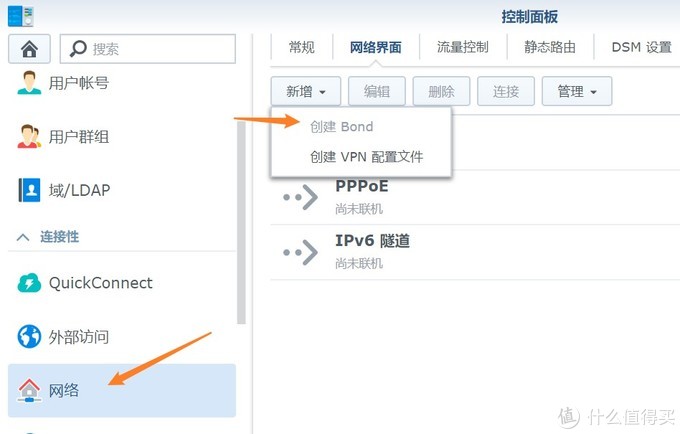 控制面板
搜索
常规
网络界面
流量控制
静态路由
DSM 设置
用户帐号
用户群组
域/LDAP
连接性
QuickConnect
外部访问
网络
新增
编辑
删除
连接
管理
创建 Bond
创建 VPN 配置文件
PPPoE
尚未联机
IPv6 隧道
尚未联机
值 什么值得买